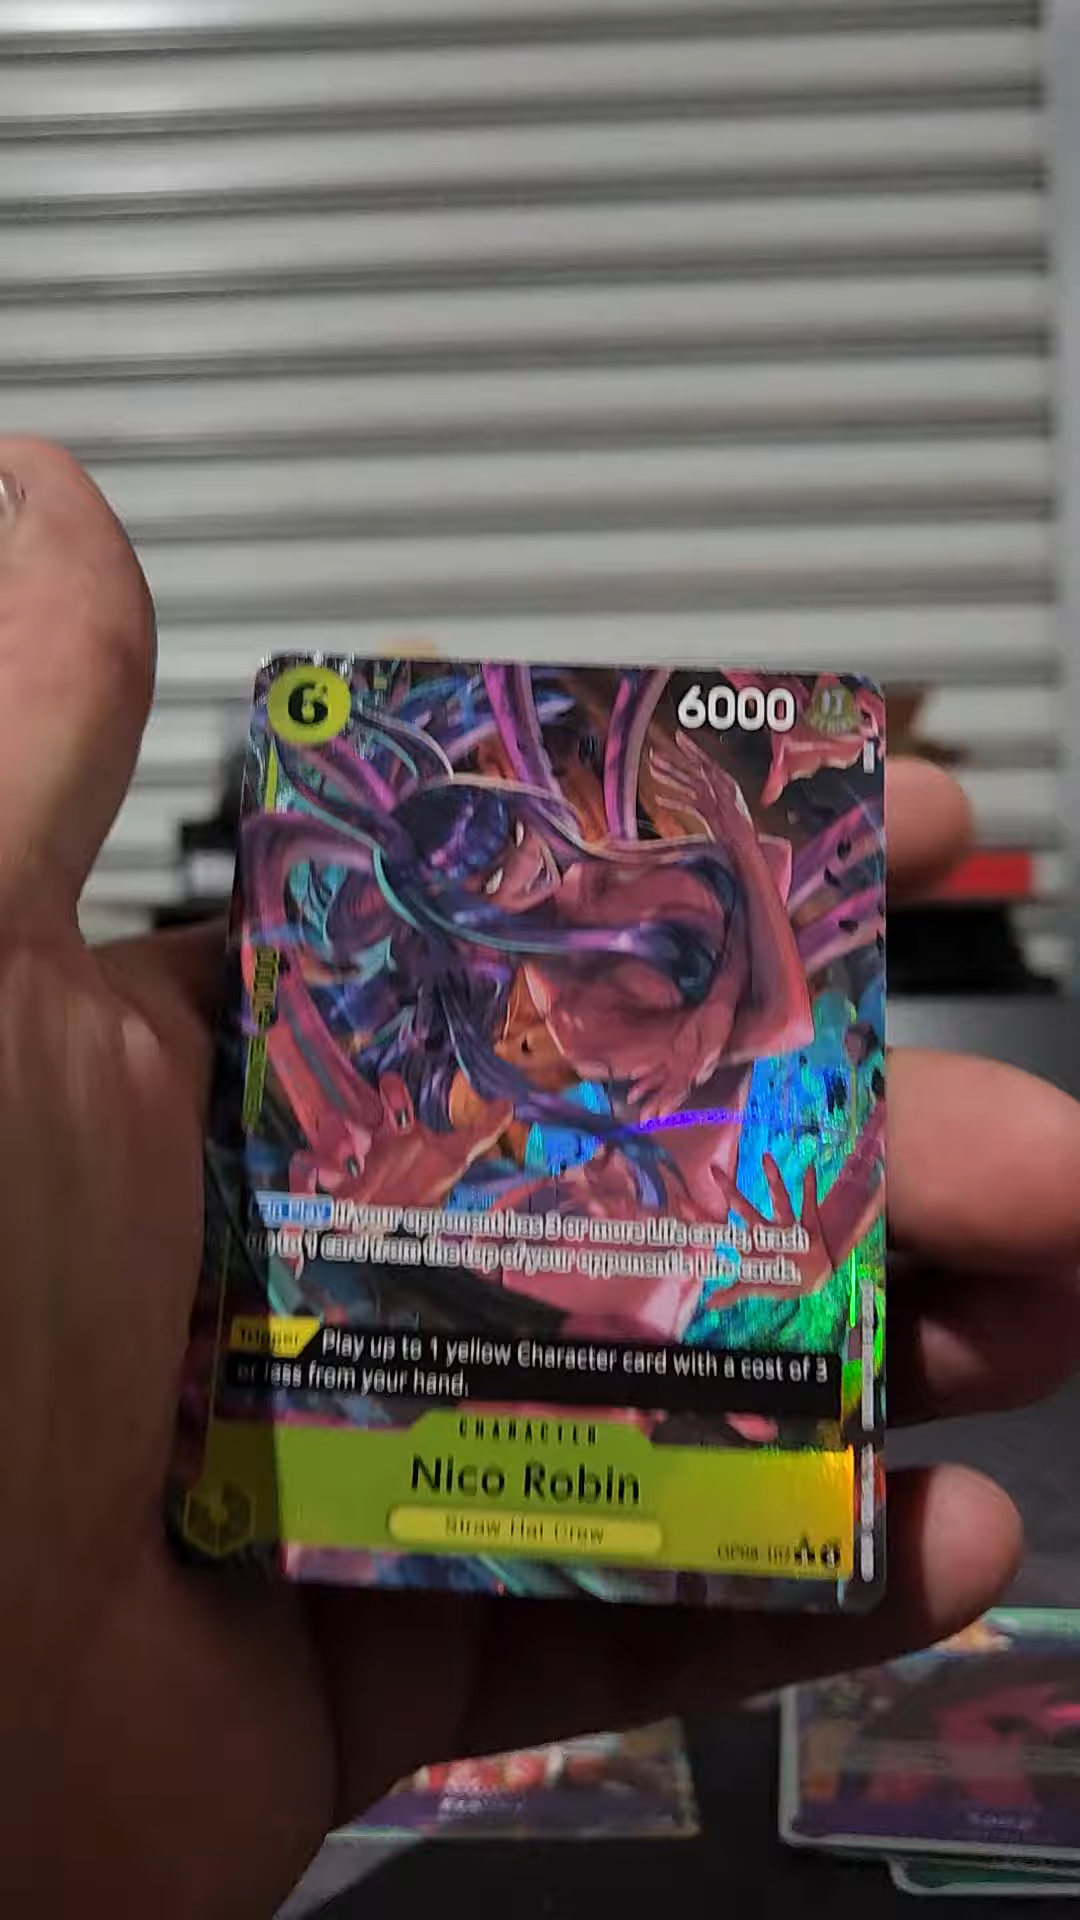 6
6000
If your opponent has 3 or more Life cards, trash
up to 1 card from the top of your opponent's Life cards.
Trigger Play up to 1 yellow Character card with a cost of 3
or less from your hand.
CHARACTER
Nico Robin
Straw Hat Crew